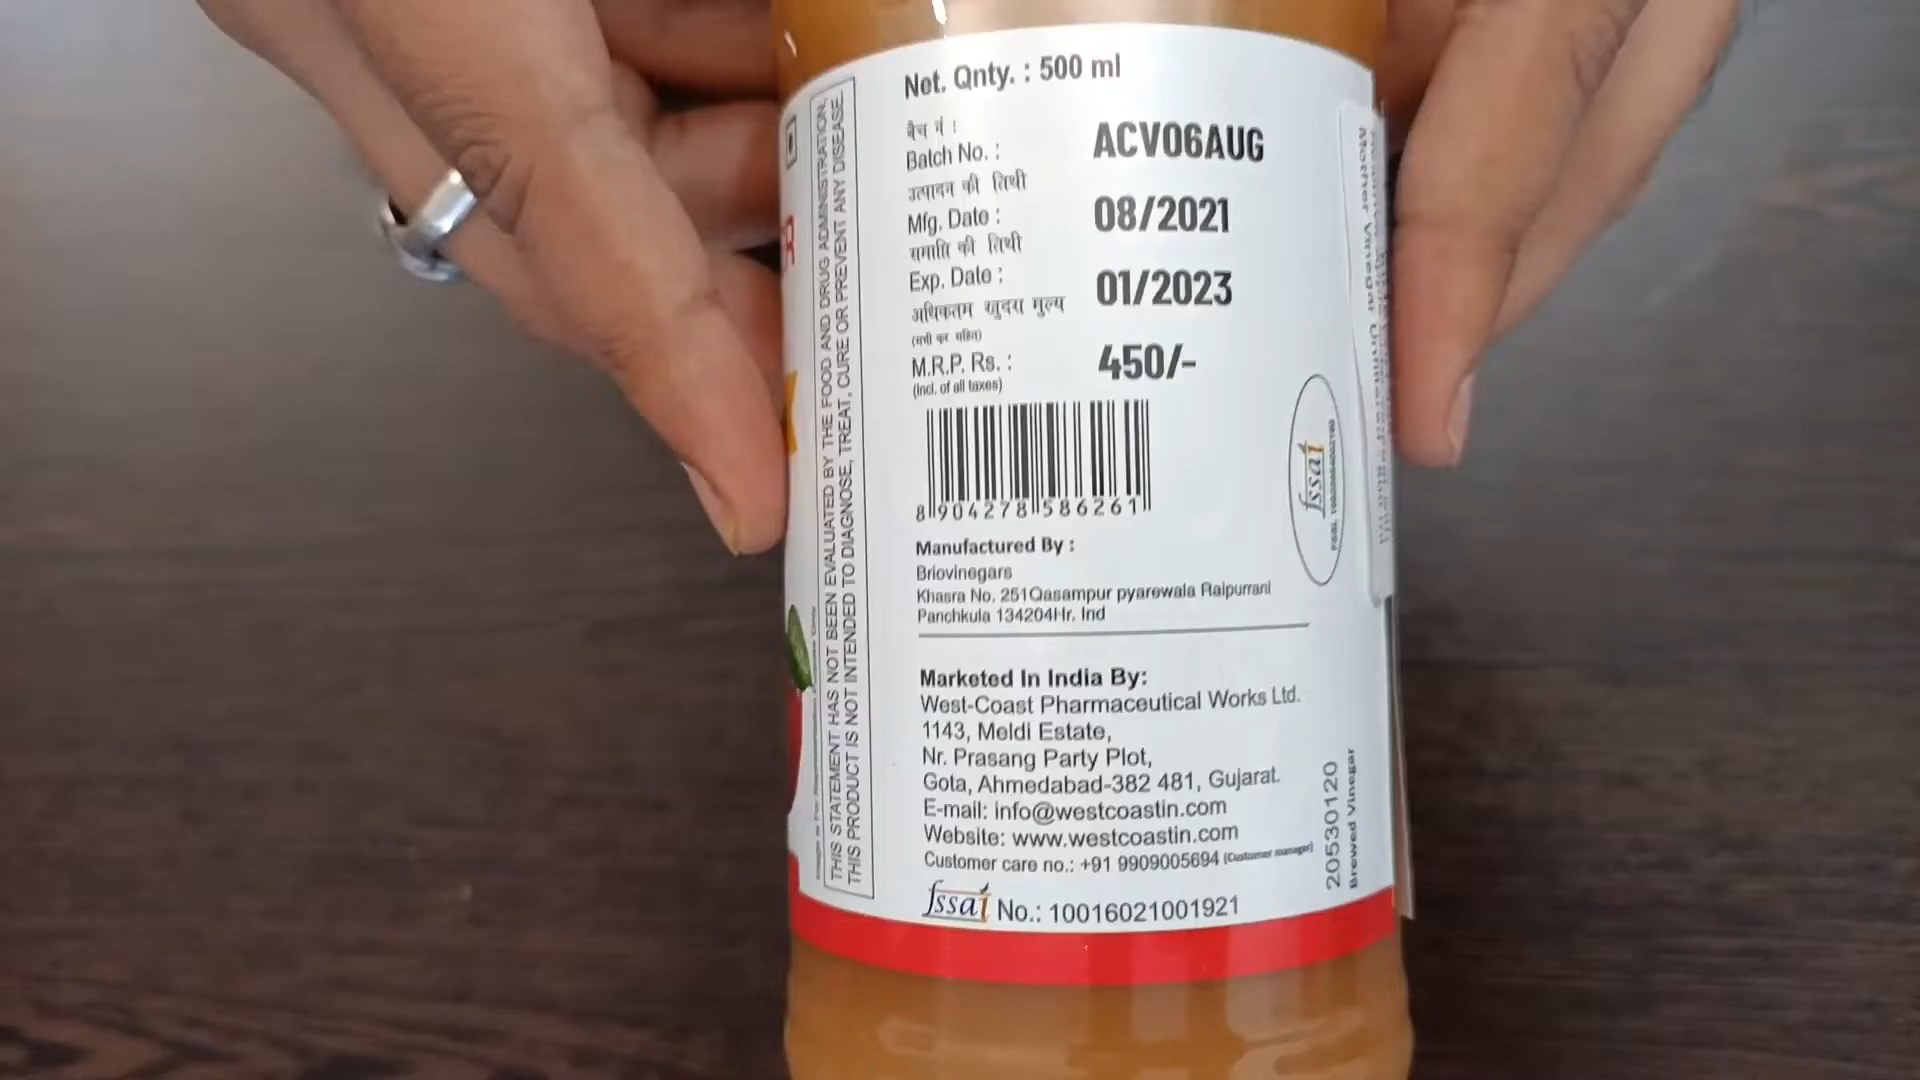 Net. Qnty. : 500 ml
बैच नं।
Batch No. : ACV06AUG
उत्पादन की तिथी
Mfg. Date : 08/2021
समाप्ति की तिथी
Exp. Date : 01/2023
अधिकतम खुदरा मुल्य
(सभी कर सहित)
M.R.P. Rs. : 450/-
(Incl. of all taxes)
8 904278 586261
Manufactured By :
Briovinegars
Khasra No. 251Qasampur pyarewala Raipurrani
Panchkula 134204Hr. Ind
Marketed In India By:
West-Coast Pharmaceutical Works Ltd.
1143, Meldi Estate,
Nr. Prasang Party Plot,
Gota, Ahmedabad-382 481, Gujarat.
E-mail: info@westcoastin.com
Website: www.westcoastin.com
Customer care no.: +91 9909005694 (Customer manager)
fssai No.: 10016021001921
THIS STATEMENT HAS NOT BEEN EVALUATED BY THE FOOD AND DRUG ADMINISTRATION,
THIS PRODUCT IS NOT INTENDED TO DIAGNOSE, TREAT, CURE OR PREVENT ANY DISEASE.
fssai
20530120
Brewed Vinegar